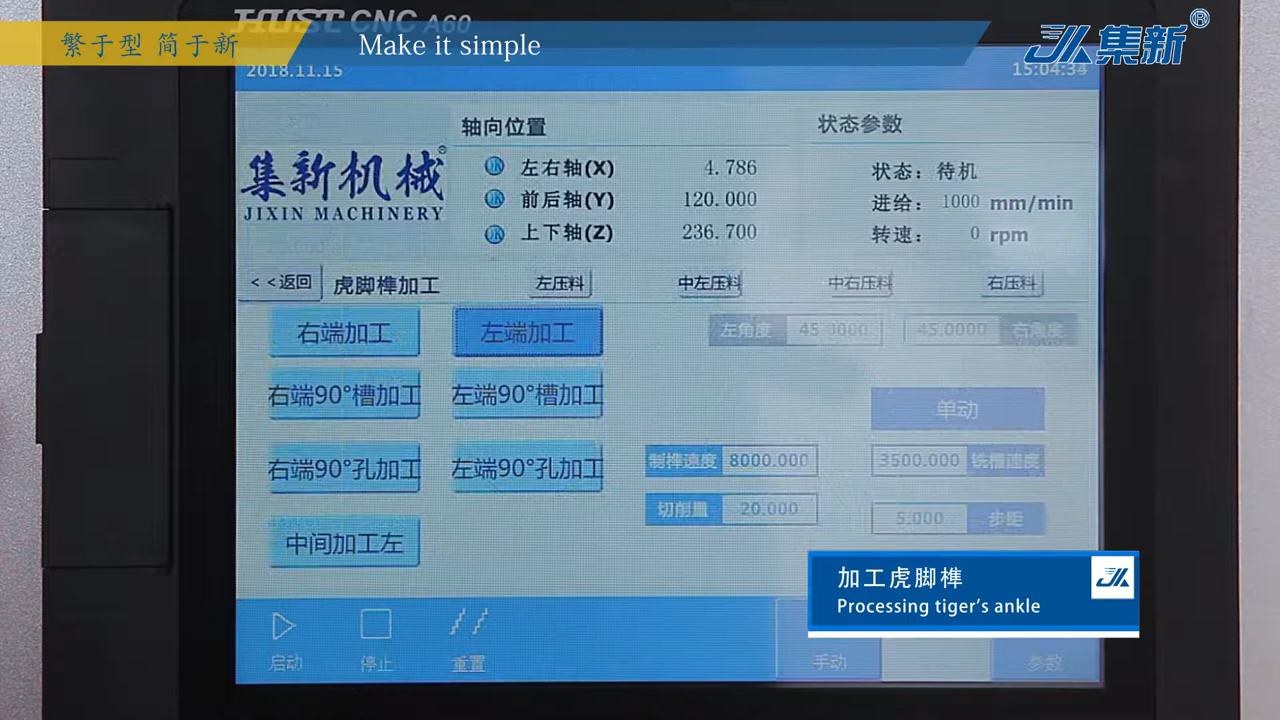 HUST CNC A60
繁于型 简于新
Make it simple
JK集新®
2018.11.15
15:04:34
集新机械®
JIXIN MACHINERY
轴向位置
左右轴(X) 4.786
前后轴(Y) 120.000
上下轴(Z) 236.700
状态参数
状态: 待机
进给: 1000 mm/min
转速: 0 rpm
<<返回 虎脚榫加工 左压料 中左压料 中右压料 右压料
右端加工 左端加工
左角度 45.0000 45.0000 右角度
右端90°槽加工 左端90°槽加工
单动
右端90°孔加工 左端90°孔加工
制榫速度 8000.000 3500.000 铣槽速度
切削量 20.000 5.000 步距
中间加工左
加工虎脚榫
Processing tiger's ankle
启动 停止 重置 手动 参数